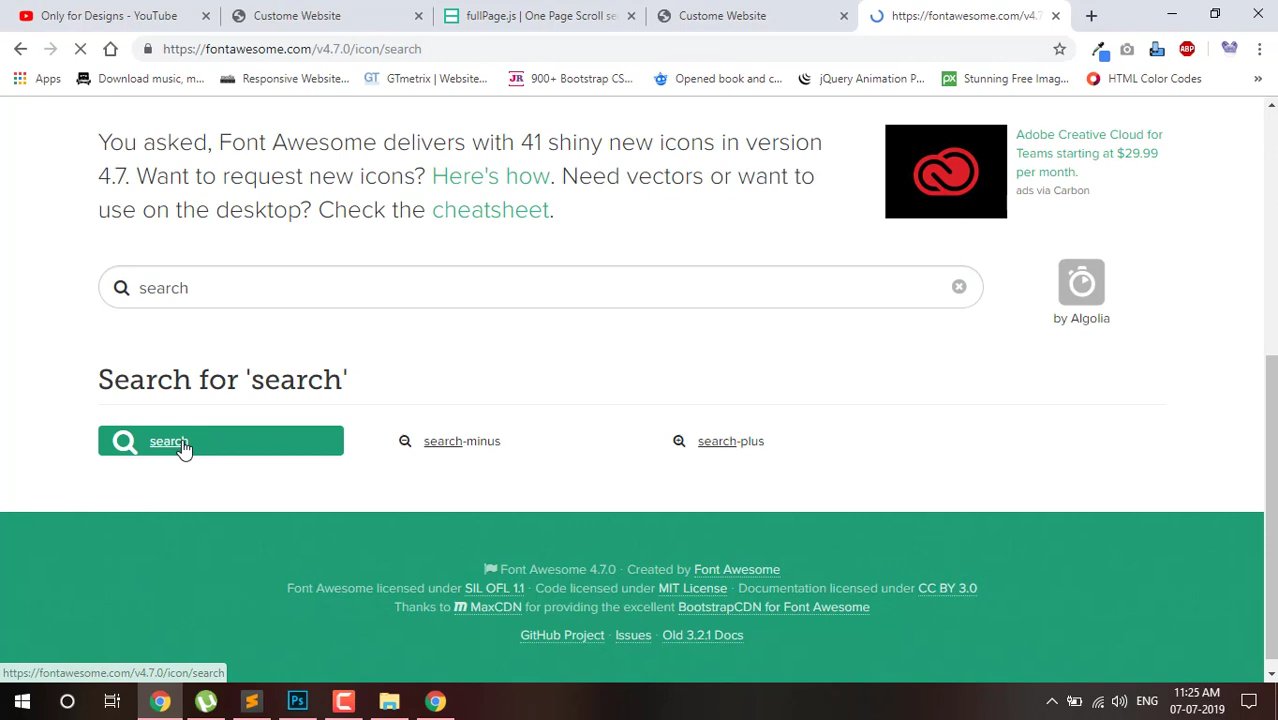 Only for Designs - YouTube
Custome Website
fullPage.js | One Page Scroll se
Custome Website
https://fontawesome.com/v4.7
https://fontawesome.com/v4.7.0/icon/search
ABP
Apps
Download music, m...
Responsive Website...
GT
GTmetrix | Website...
JR
900+ Bootstrap CS...
Opened book and c...
jQuery Animation P...
px
Stunning Free Imag...
HTML Color Codes
»
You asked, Font Awesome delivers with 41 shiny new icons in version
4.7. Want to request new icons? Here's how. Need vectors or want to
use on the desktop? Check the cheatsheet.
Adobe Creative Cloud for
Teams starting at $29.99
per month.
ads via Carbon
search
by Algolia
Search for 'search'
search
search-minus
search-plus
Font Awesome 4.7.0 · Created by Font Awesome
Font Awesome licensed under SIL OFL 1.1 · Code licensed under MIT License · Documentation licensed under CC BY 3.0
Thanks to MaxCDN for providing the excellent BootstrapCDN for Font Awesome
GitHub Project · Issues · Old 3.2.1 Docs
https://fontawesome.com/v4.7.0/icon/search
Ps
ENG
11:25 AM
07-07-2019